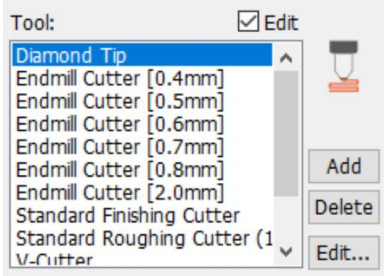 Tool:
Edit
Diamond Tip
Endmill Cutter [0.4mm]
Endmill Cutter [0.5mm]
Endmill Cutter [0.6mm]
Endmill Cutter [0.7mm]
Endmill Cutter [0.8mm]
Endmill Cutter [2.0mm]
Standard Finishing Cutter
Standard Roughing Cutter (1
V-Cutter
Add
Delete
Edit...